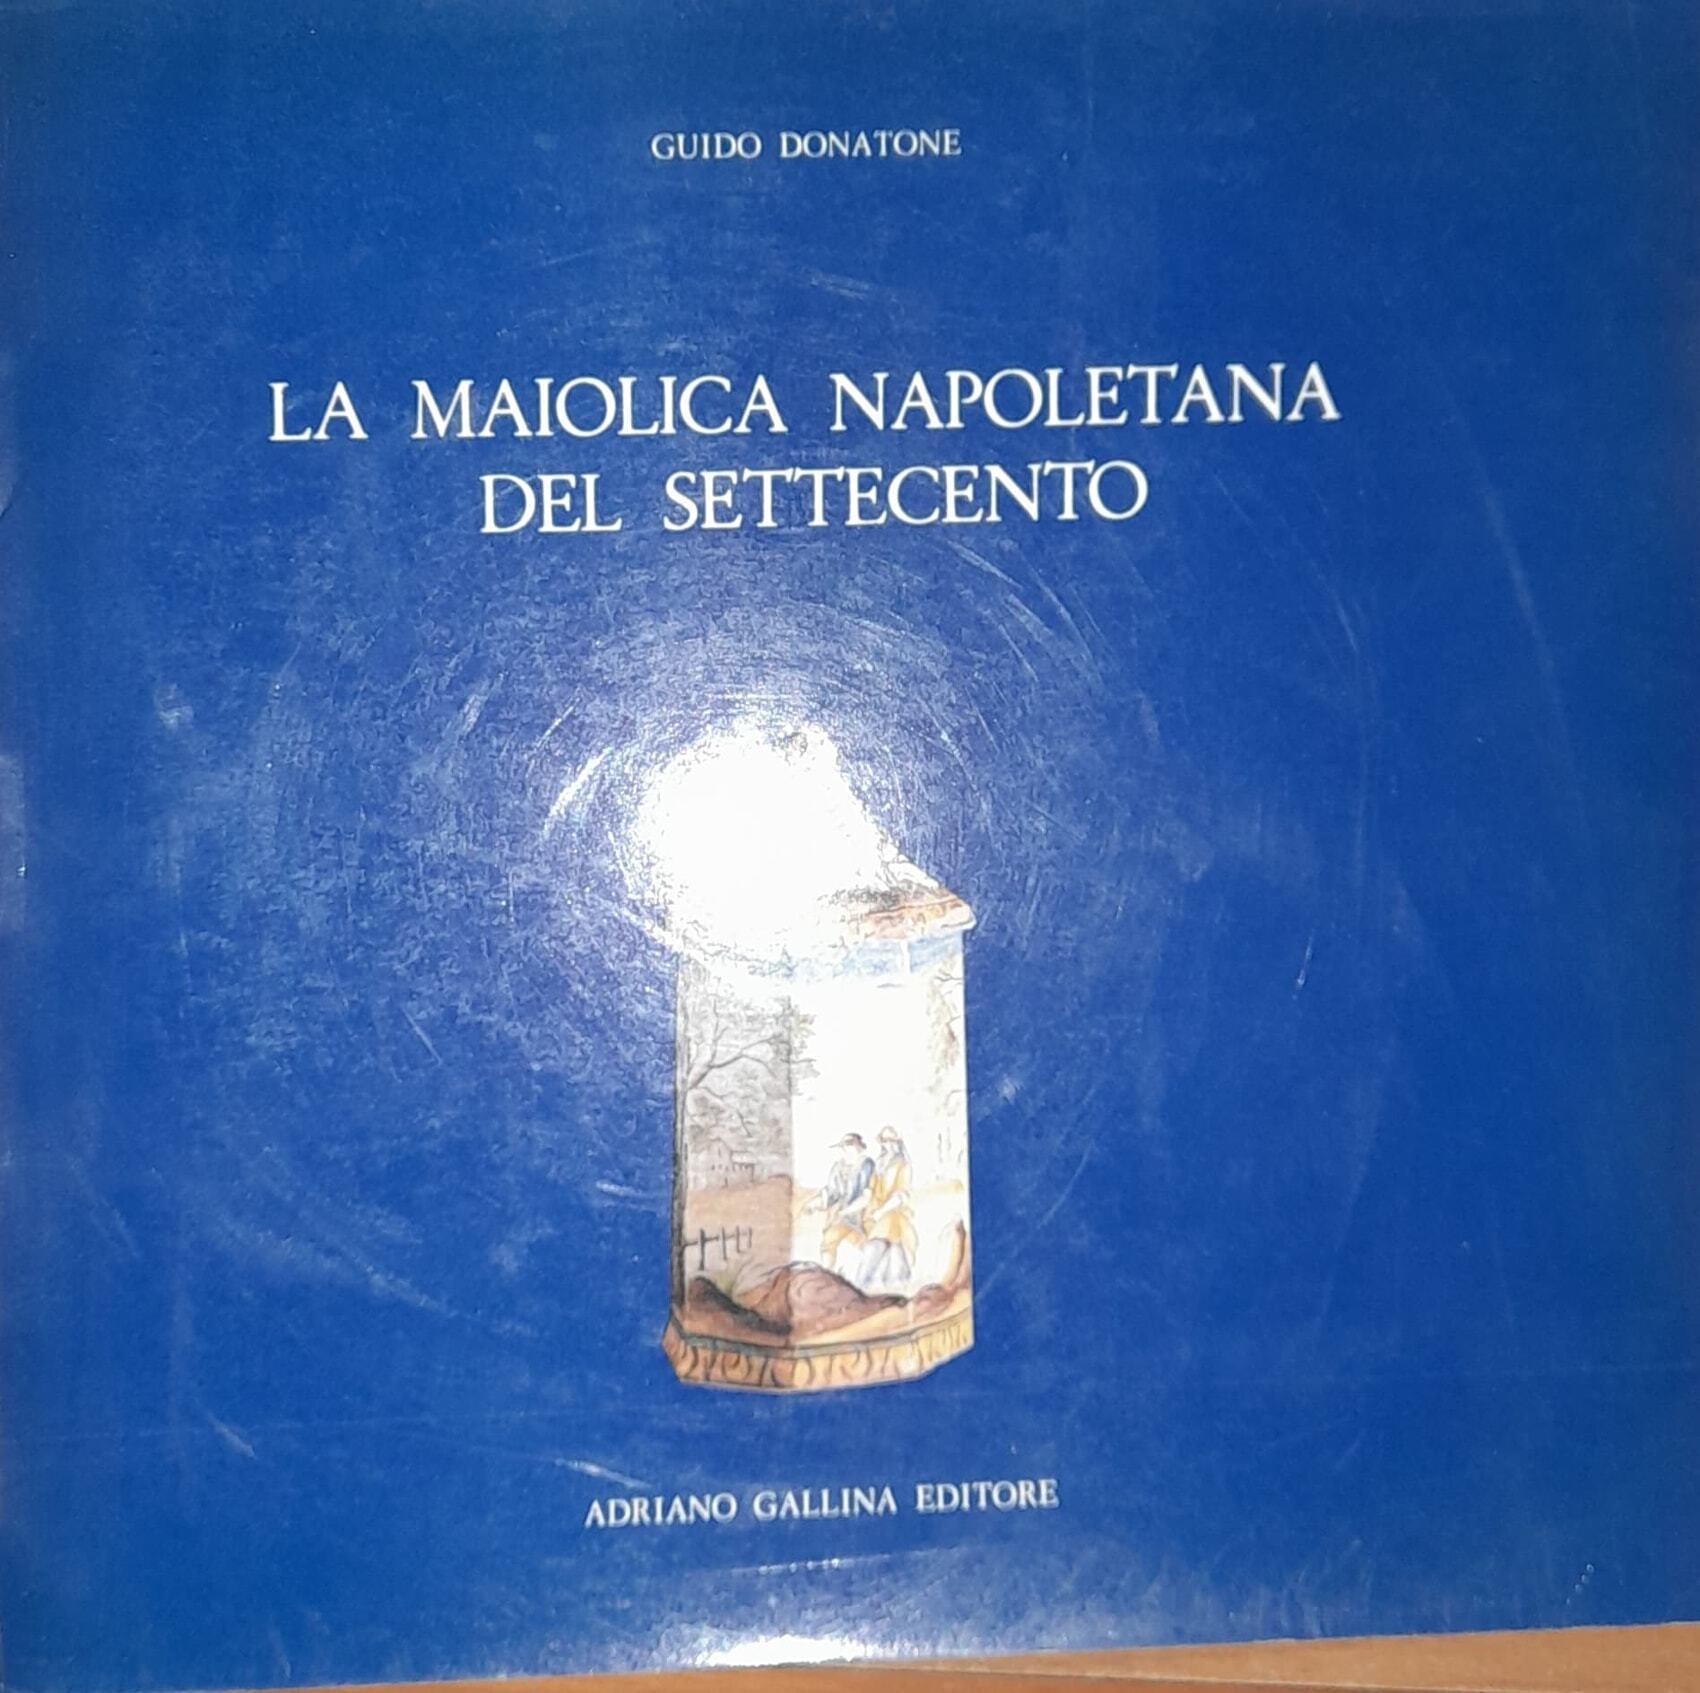 GUIDO DONATONE
LA MAIOLICA NAPOLETANA
DEL SETTECENTO
ADRIANO GALLINA EDITORE